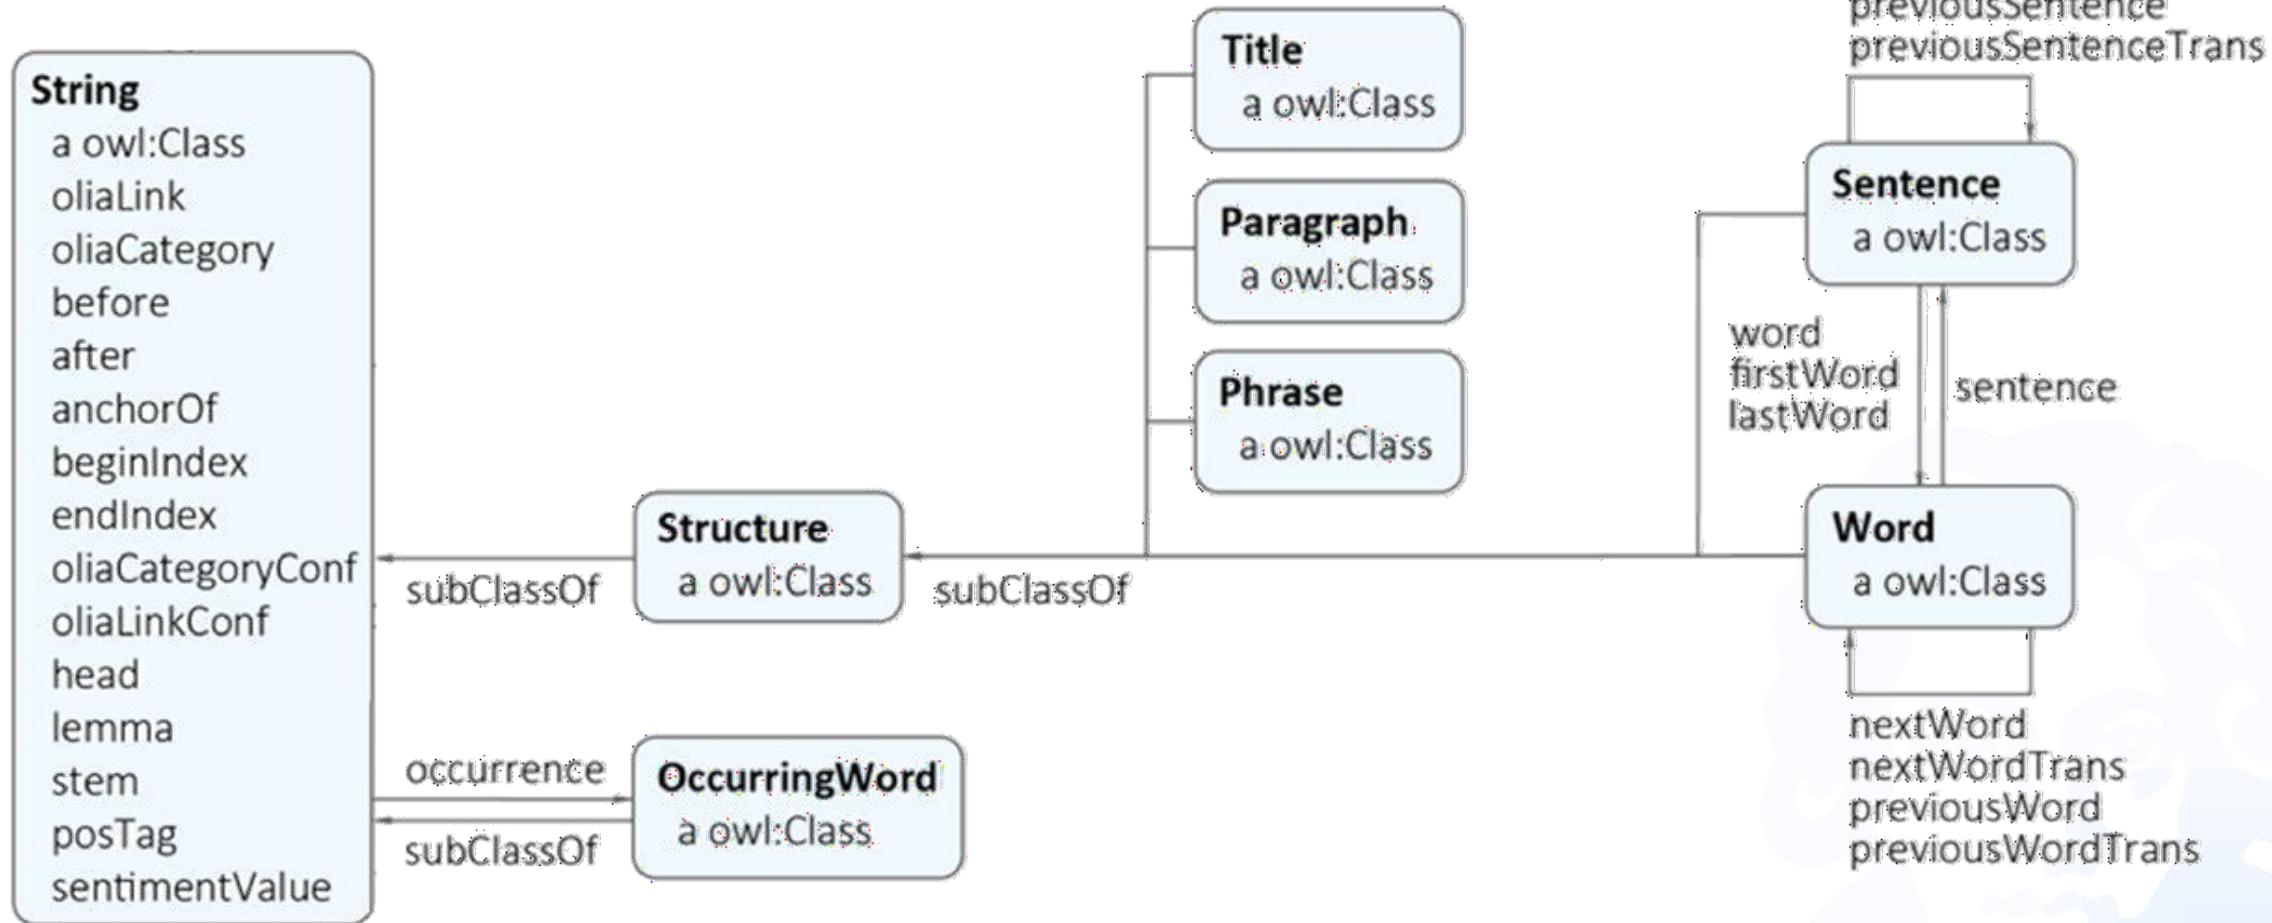 String
a owl:Class
oliaLink
oliaCategory
before
after
anchorOf
beginIndex
endIndex
oliaCategoryConf
oliaLinkConf
head
lemma
stem
posTag
sentimentValue
subClassOf
Structure
a owl:Class
subClassOf
occurrence
subClassOf
OccurringWord
a owl:Class
Title
a owl:Class
Paragraph
a owl:Class
Phrase
a owl:Class
previousSentence
previousSentenceTrans
Sentence
a owl:Class
word
firstWord
lastWord
sentence
Word
a owl:Class
nextWord
nextWordTrans
previousWord
previousWordTrans